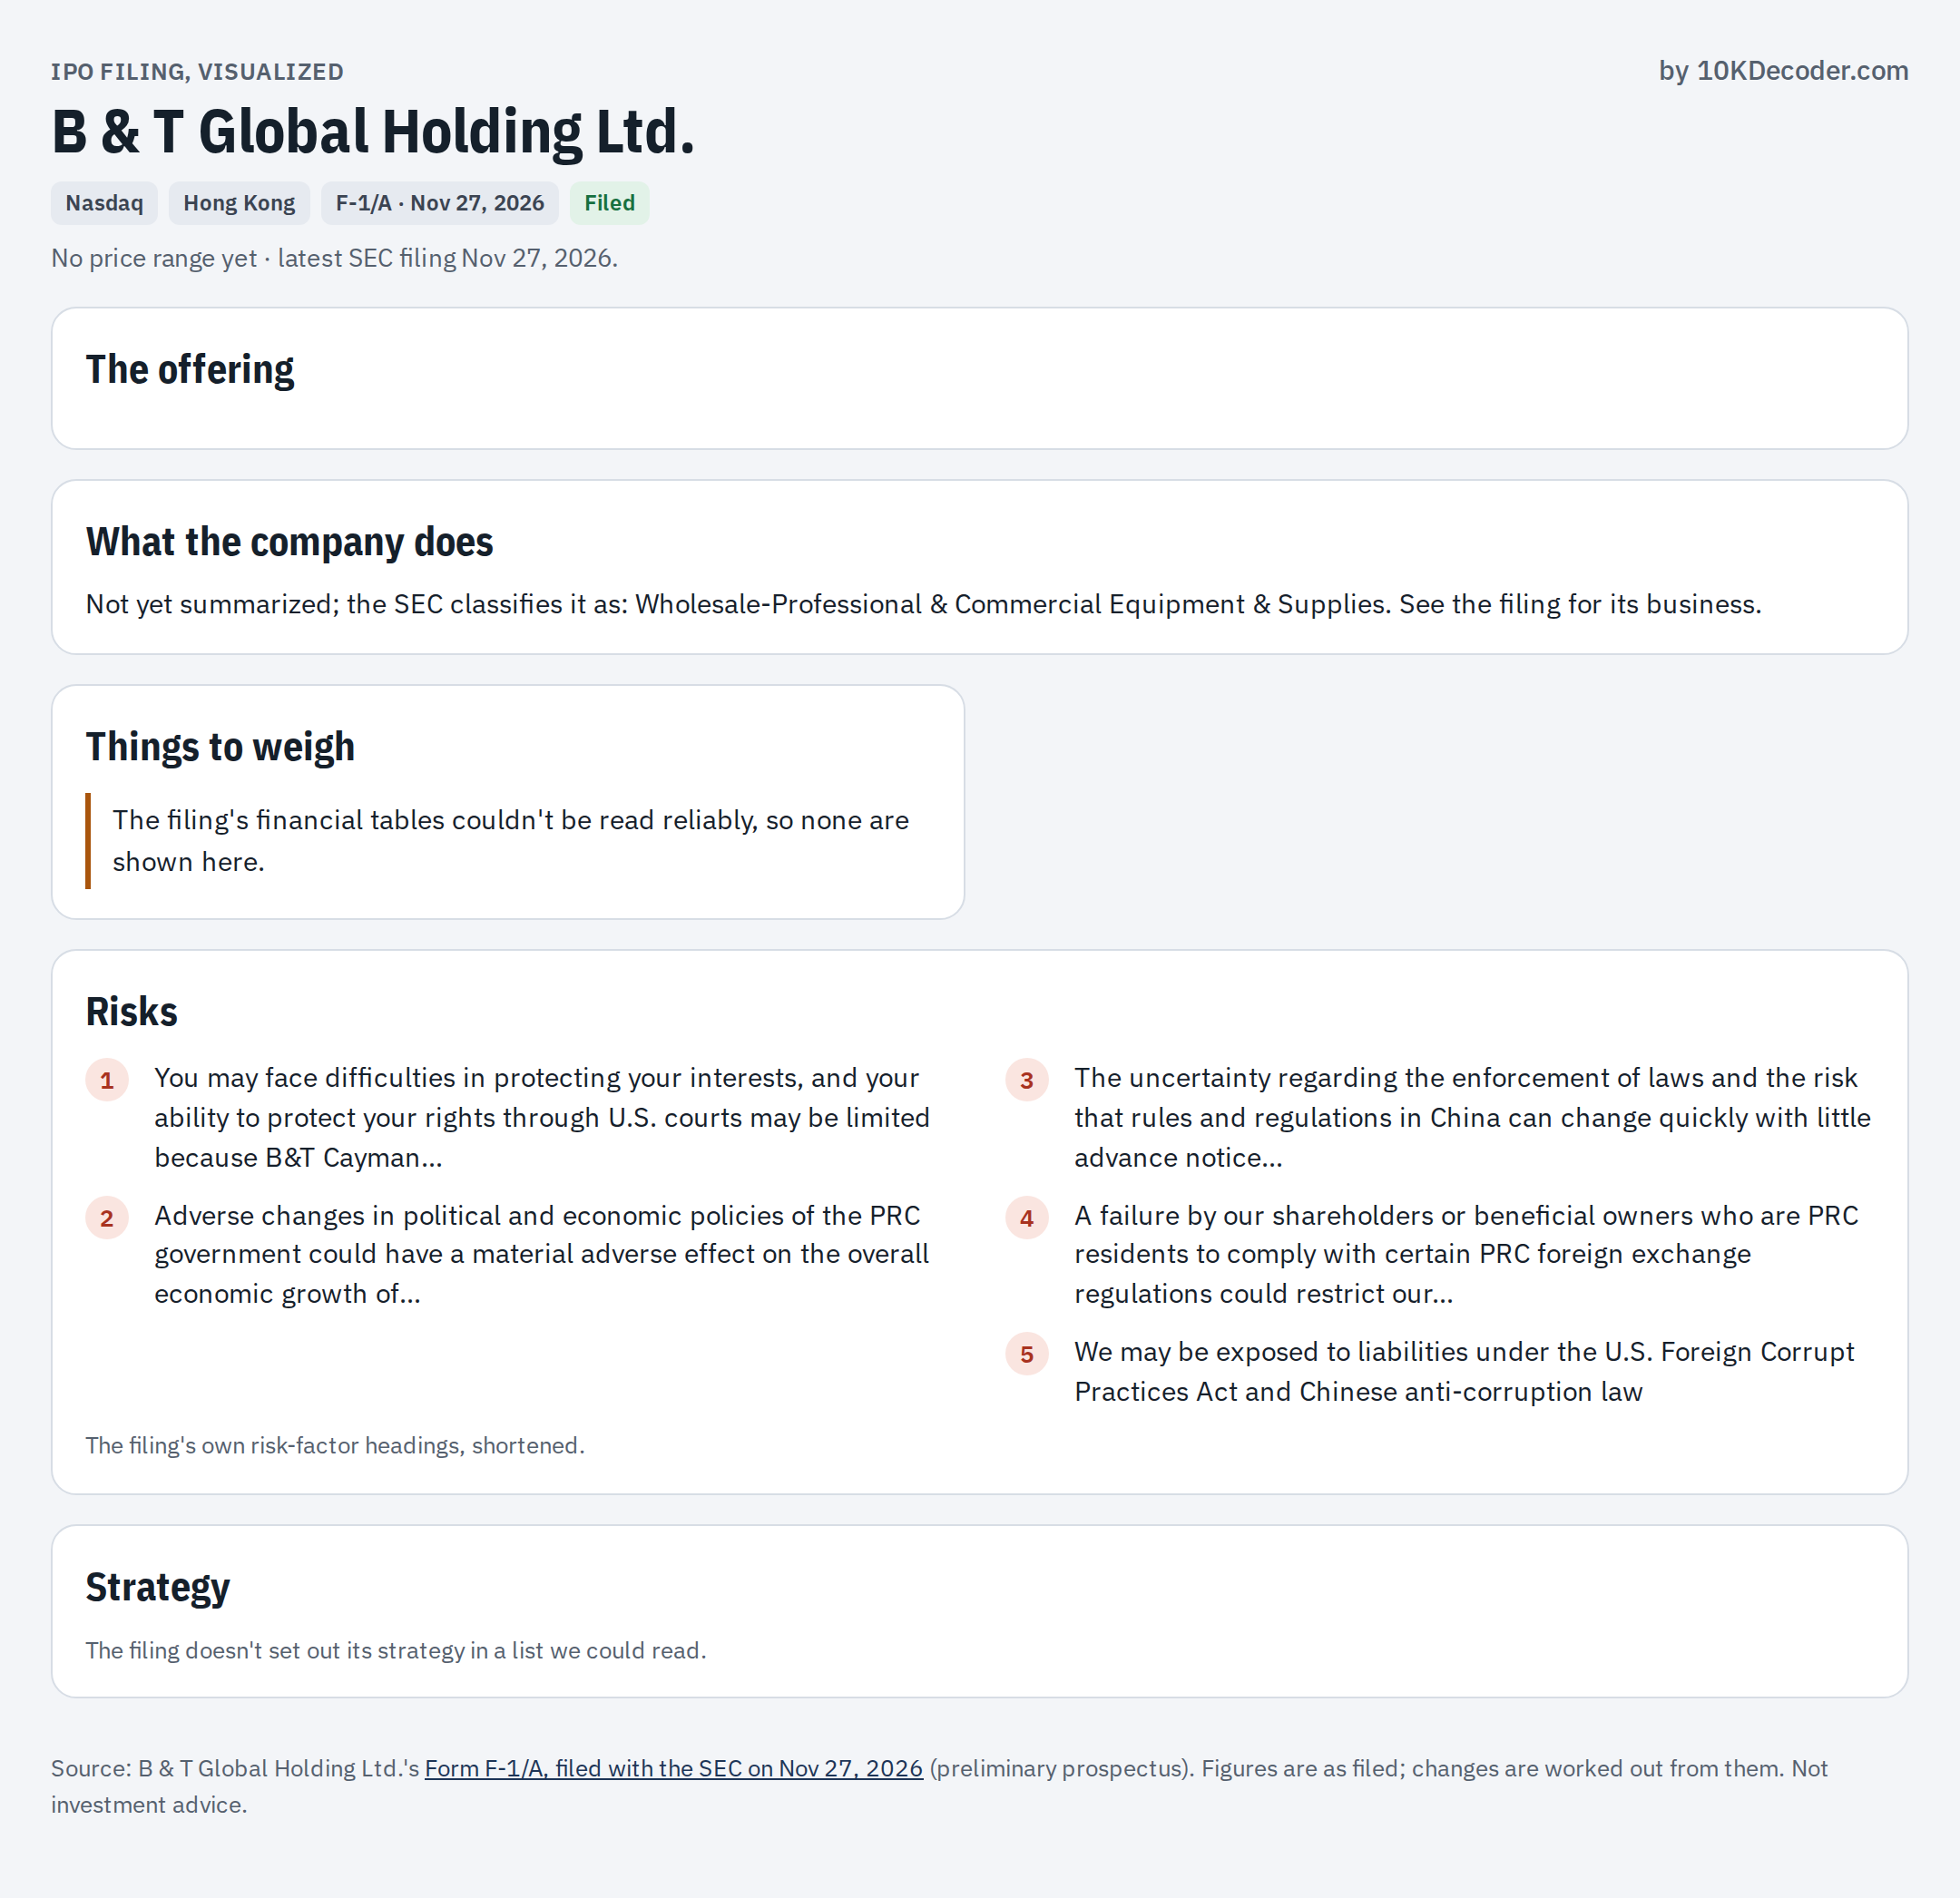 IPO FILING, VISUALIZED
by 10KDecoder.com
B & T Global Holding Ltd.
Nasdaq
Hong Kong
F-1/A · Nov 27, 2026
Filed
No price range yet · latest SEC filing Nov 27, 2026.
The offering
What the company does
Not yet summarized; the SEC classifies it as: Wholesale-Professional & Commercial Equipment & Supplies. See the filing for its business.
Things to weigh
The filing's financial tables couldn't be read reliably, so none are
shown here.
Risks
1 You may face difficulties in protecting your interests, and your
ability to protect your rights through U.S. courts may be limited
because B&T Cayman...
2 Adverse changes in political and economic policies of the PRC
government could have a material adverse effect on the overall
economic growth of...
3 The uncertainty regarding the enforcement of laws and the risk
that rules and regulations in China can change quickly with little
advance notice...
4 A failure by our shareholders or beneficial owners who are PRC
residents to comply with certain PRC foreign exchange
regulations could restrict our...
5 We may be exposed to liabilities under the U.S. Foreign Corrupt
Practices Act and Chinese anti-corruption law
The filing's own risk-factor headings, shortened.
Strategy
The filing doesn't set out its strategy in a list we could read.
Source: B & T Global Holding Ltd.'s Form F-1/A, filed with the SEC on Nov 27, 2026 (preliminary prospectus). Figures are as filed; changes are worked out from them. Not
investment advice.